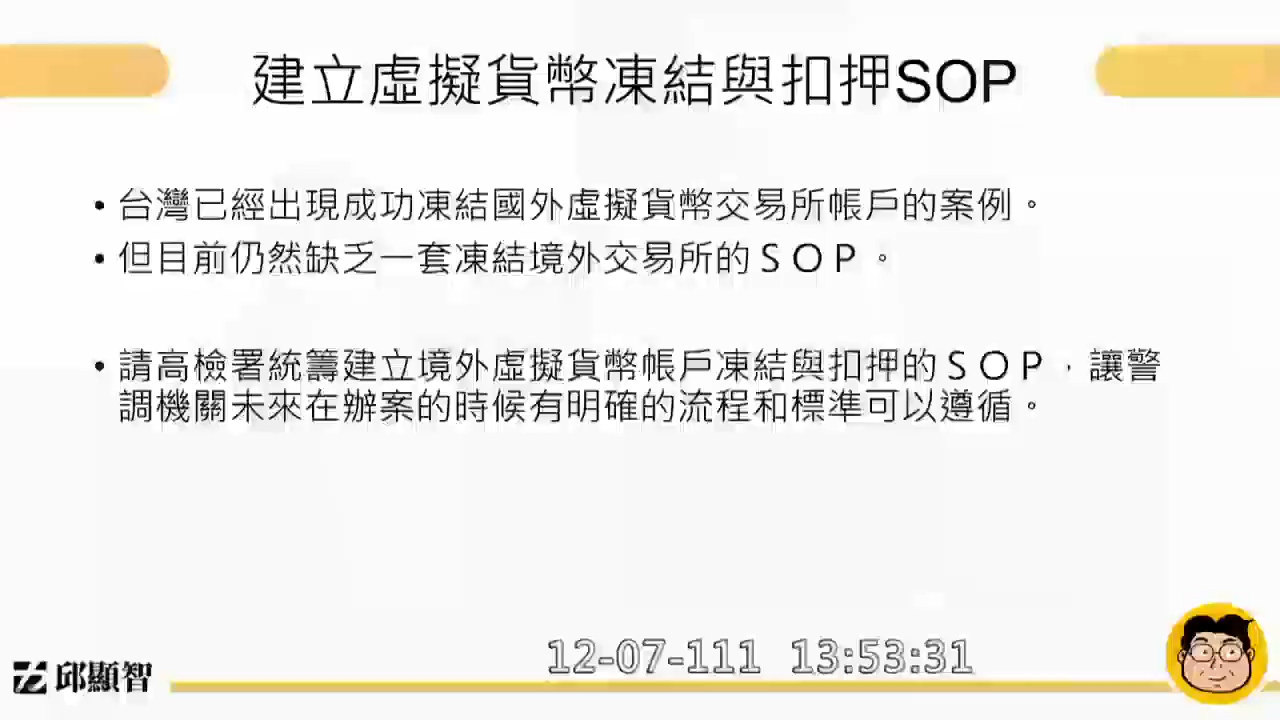 建立虛擬貨幣凍結與扣押SOP
• 台灣已經出現成功凍結國外虛擬貨幣交易所帳戶的案例。
• 但目前仍然缺乏一套凍結境外交易所的ＳＯＰ。
• 請高檢署統籌建立境外虛擬貨幣帳戶凍結與扣押的ＳＯＰ，讓警
調機關未來在辦案的時候有明確的流程和標準可以遵循。
12-07-111 13:53:31
邱顯智